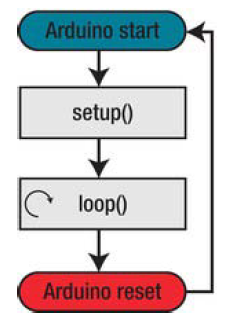 Arduino start
setup()
loop()
Arduino reset